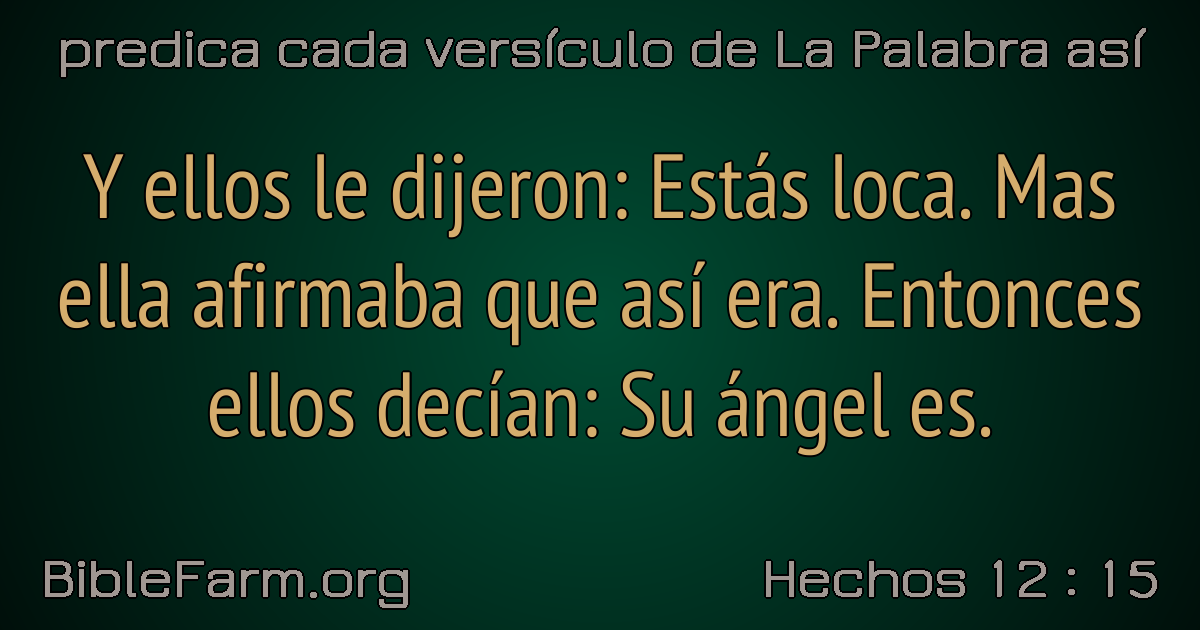 predica cada versículo de La Palabra así
Y ellos le dijeron: Estás loca. Mas
ella afirmaba que así era. Entonces
ellos decían: Su ángel es.
BibleFarm.org
Hechos 12 : 15